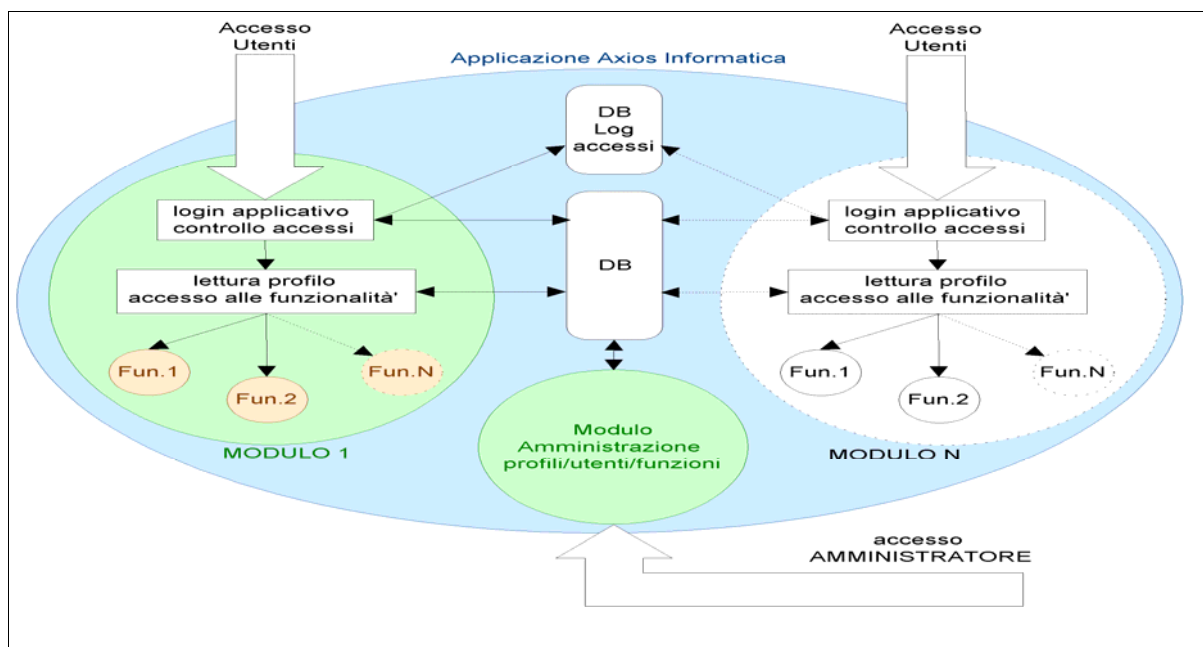 Accesso
Utenti
Accesso
Utenti
Applicazione Axios Informatica
DB
Log
accessi
login applicativo
controllo accessi
login applicativo
controllo accessi
DB
lettura profilo
accesso alle funzionalità'
lettura profilo
accesso alle funzionalità'
Fun.1
Fun.2
Fun.N
Fun.1
Fun.2
Fun.N
MODULO 1
Modulo
Amministrazione
profili/utenti/funzioni
MODULO N
accesso
AMMINISTRATORE